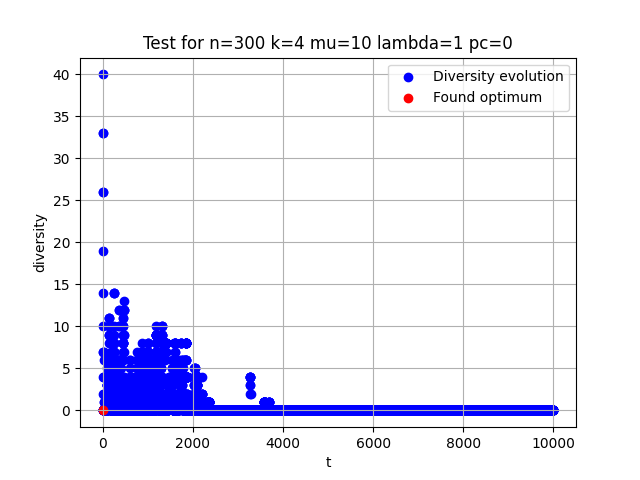 Test for n=300 k=4 mu=10 lambda=1 pc=0
Diversity evolution
Found optimum
40
35
30
25
20
15
10
5
0
diversity
0 2000 4000 6000 8000 10000
t